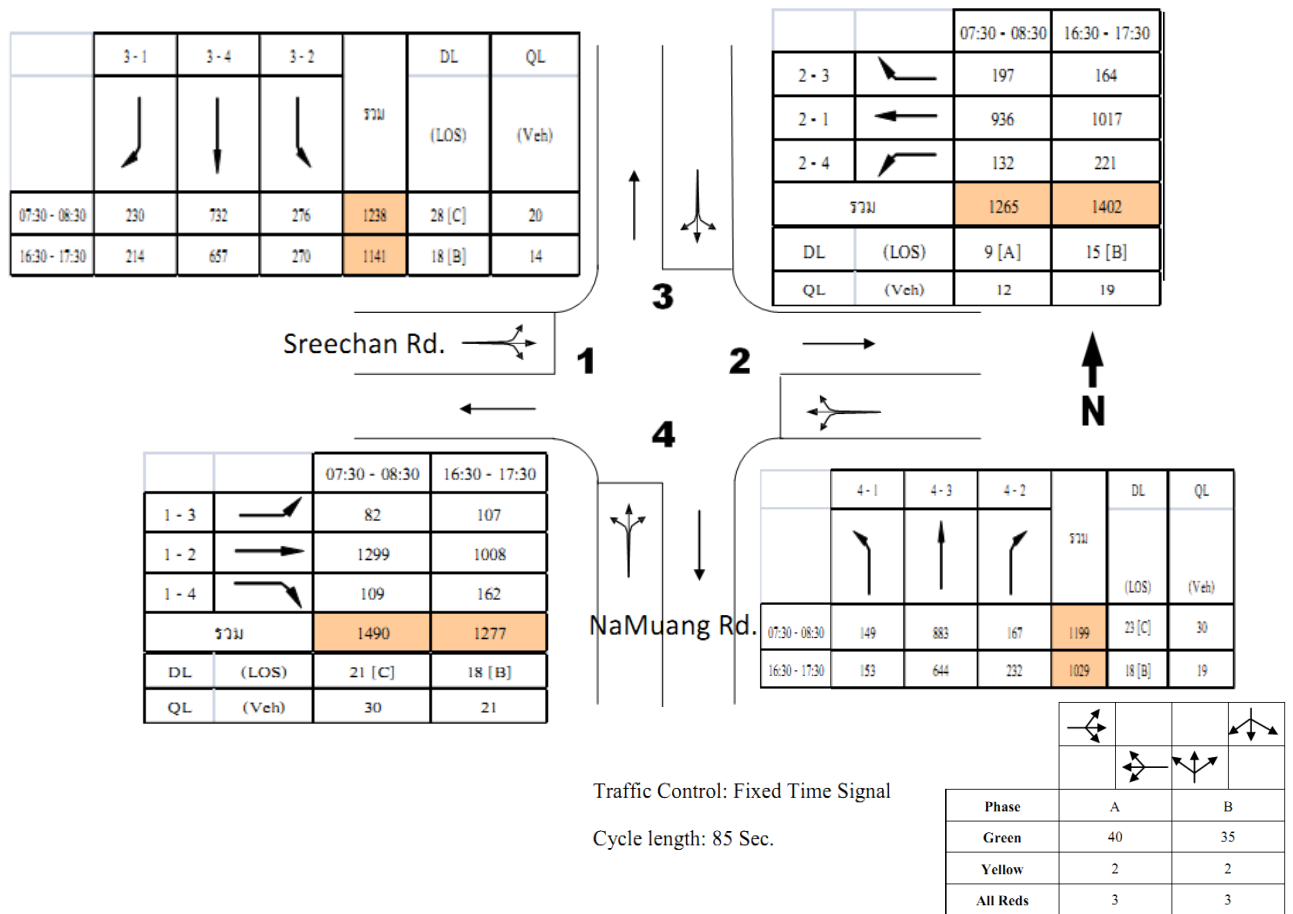 3 - 1 3 - 4 3 - 2 รวม DL QL
(LOS) (Veh)
07:30 - 08:30 230 732 276 1238 28 [C] 20
16:30 - 17:30 214 657 270 1141 18 [B] 14
07:30 - 08:30 16:30 - 17:30
2 - 3 197 164
2 - 1 936 1017
2 - 4 132 221
รวม 1265 1402
DL (LOS) 9 [A] 15 [B]
QL (Veh) 12 19
3
Sreechan Rd.
1
2
N
4
07:30 - 08:30 16:30 - 17:30
1 - 3 82 107
1 - 2 1299 1008
1 - 4 109 162
รวม 1490 1277
DL (LOS) 21 [C] 18 [B]
QL (Veh) 30 21
NaMuang Rd.
4 - 1 4 - 3 4 - 2 รวม DL QL
(LOS) (Veh)
07:30 - 08:30 149 883 167 1199 23 [C] 30
16:30 - 17:30 153 644 232 1029 18 [B] 19
Traffic Control: Fixed Time Signal
Cycle length: 85 Sec.
Phase A B
Green 40 35
Yellow 2 2
All Reds 3 3